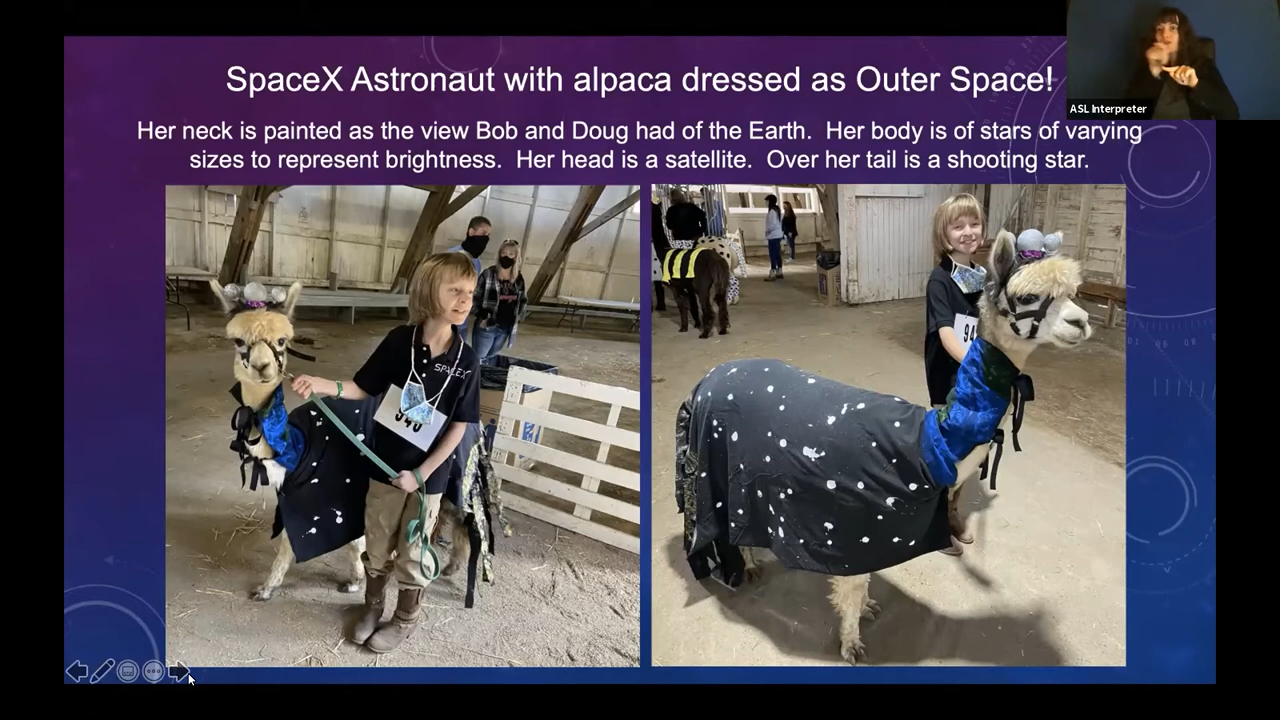 SpaceX Astronaut with alpaca dressed as Outer Space!
ASL Interpreter
Her neck is painted as the view Bob and Doug had of the Earth. Her body is of stars of varying
sizes to represent brightness. Her head is a satellite. Over her tail is a shooting star.
SPACEX
940
94